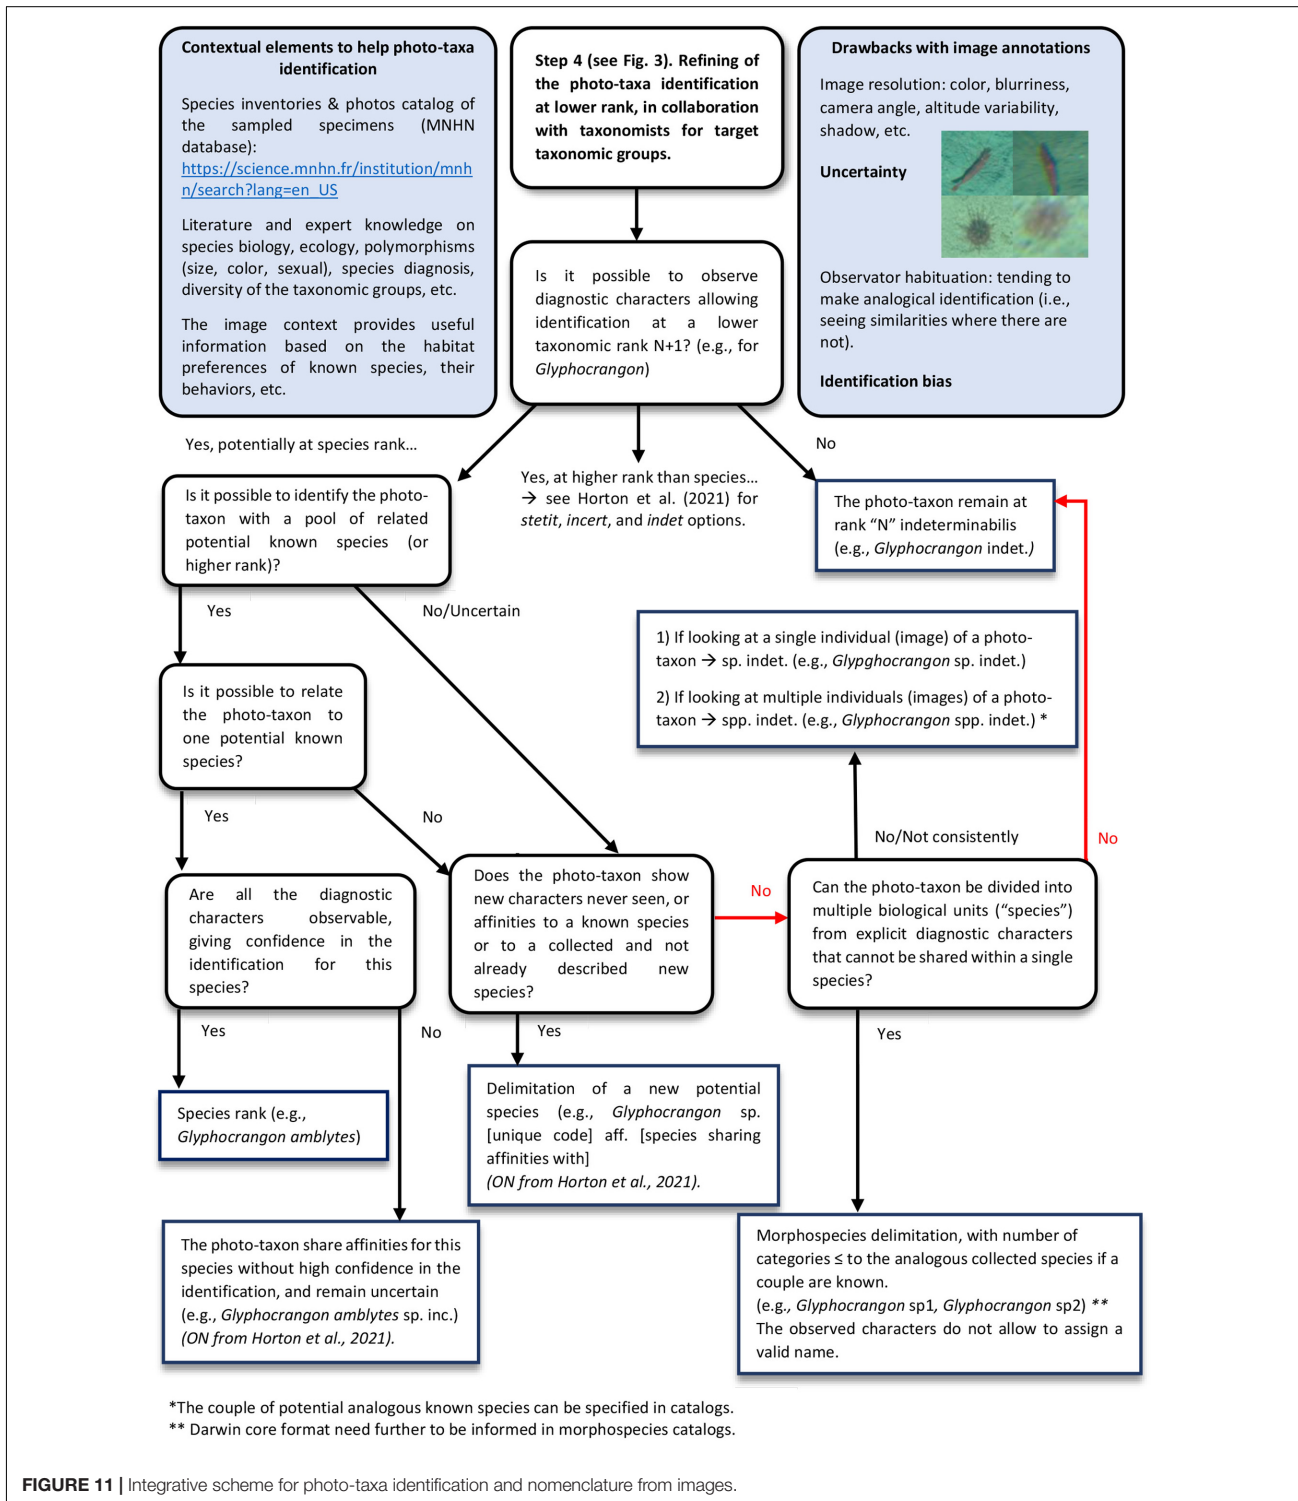 Contextual elements to help photo-taxa
identification
Species inventories & photos catalog of
the sampled specimens (MNHN
database):
https://science.mnhn.fr/institution/mnh
n/search?lang=en_US
Literature and expert knowledge on
species biology, ecology, polymorphisms
(size, color, sexual), species diagnosis,
diversity of the taxonomic groups, etc.
The image context provides useful
information based on the habitat
preferences of known species, their
behaviors, etc.
Step 4 (see Fig. 3). Refining of
the photo-taxa identification
at lower rank, in collaboration
with taxonomists for target
taxonomic groups.
Drawbacks with image annotations
Image resolution: color, blurriness,
camera angle, altitude variability,
shadow, etc.
Uncertainty
Observator habituation: tending to
make analogical identification (i.e.,
seeing similarities where there are
not).
Identification bias
Is it possible to observe
diagnostic characters allowing
identification at a lower
taxonomic rank N+1? (e.g., for
Glyphocrangon)
Yes, potentially at species rank…
Yes, at higher rank than species…
→ see Horton et al. (2021) for
stetit, incert, and indet options.
No
Is it possible to identify the photo-
taxon with a pool of related
potential known species (or
higher rank)?
The photo-taxon remain at
rank “N” indeterminabilis
(e.g., Glyphocrangon indet.)
Yes
No/Uncertain
1) If looking at a single individual (image) of a photo-
taxon → sp. indet. (e.g., Glypghocrangon sp. indet.)
2) If looking at multiple individuals (images) of a photo-
taxon → spp. indet. (e.g., Glyphocrangon spp. indet.) *
Is it possible to relate
the photo-taxon to
one potential known
species?
Yes
No
No/Not consistently
No
Are all the diagnostic
characters observable,
giving confidence in the
identification for this
species?
Does the photo-taxon show
new characters never seen, or
affinities to a known species
or to a collected and not
already described new
species?
No
Can the photo-taxon be divided into
multiple biological units (“species”)
from explicit diagnostic characters
that cannot be shared within a single
species?
Yes
No
Yes
Yes
Species rank (e.g.,
Glyphocrangon amblytes)
Delimitation of a new potential
species (e.g., Glyphocrangon sp.
[unique code] aff. [species sharing
affinities with]
(ON from Horton et al., 2021).
The photo-taxon share affinities for this
species without high confidence in the
identification, and remain uncertain
(e.g., Glyphocrangon amblytes sp. inc.)
(ON from Horton et al., 2021).
Morphospecies delimitation, with number of
categories ≤ to the analogous collected species if a
couple are known.
(e.g., Glyphocrangon sp1, Glyphocrangon sp2) **
The observed characters do not allow to assign a
valid name.
*The couple of potential analogous known species can be specified in catalogs.
** Darwin core format need further to be informed in morphospecies catalogs.
FIGURE 11 | Integrative scheme for photo-taxa identification and nomenclature from images.